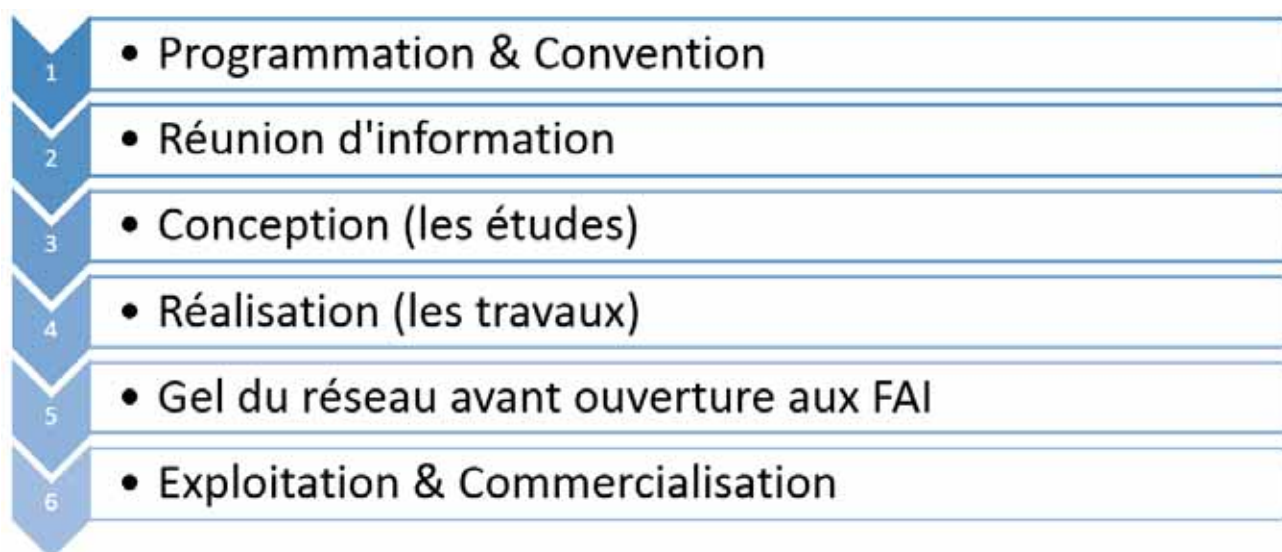 1 • Programmation & Convention
2 • Réunion d'information
3 • Conception (les études)
4 • Réalisation (les travaux)
5 • Gel du réseau avant ouverture aux FAI
6 • Exploitation & Commercialisation